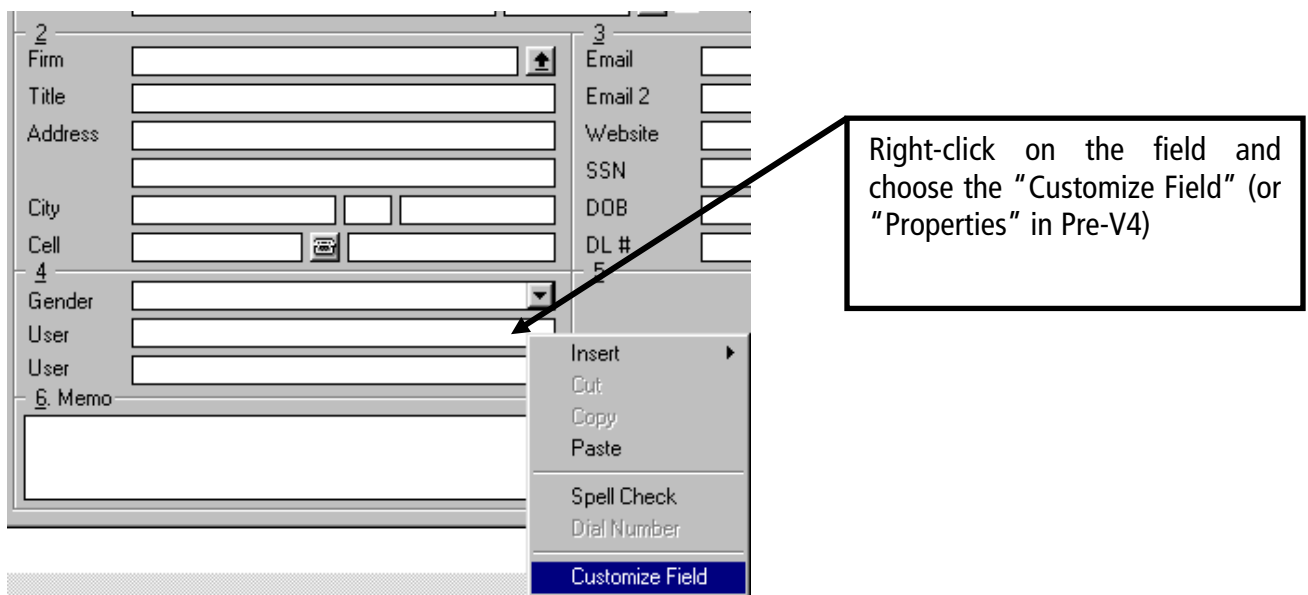 2
Firm
Title
Address
City
Cell
3
Email
Email 2
Website
SSN
DOB
DL #
4
Gender
User
User
5
6. Memo
Insert
Cut
Copy
Paste
Spell Check
Dial Number
Customize Field
Right-click on the field and
choose the “Customize Field” (or
“Properties” in Pre-V4)